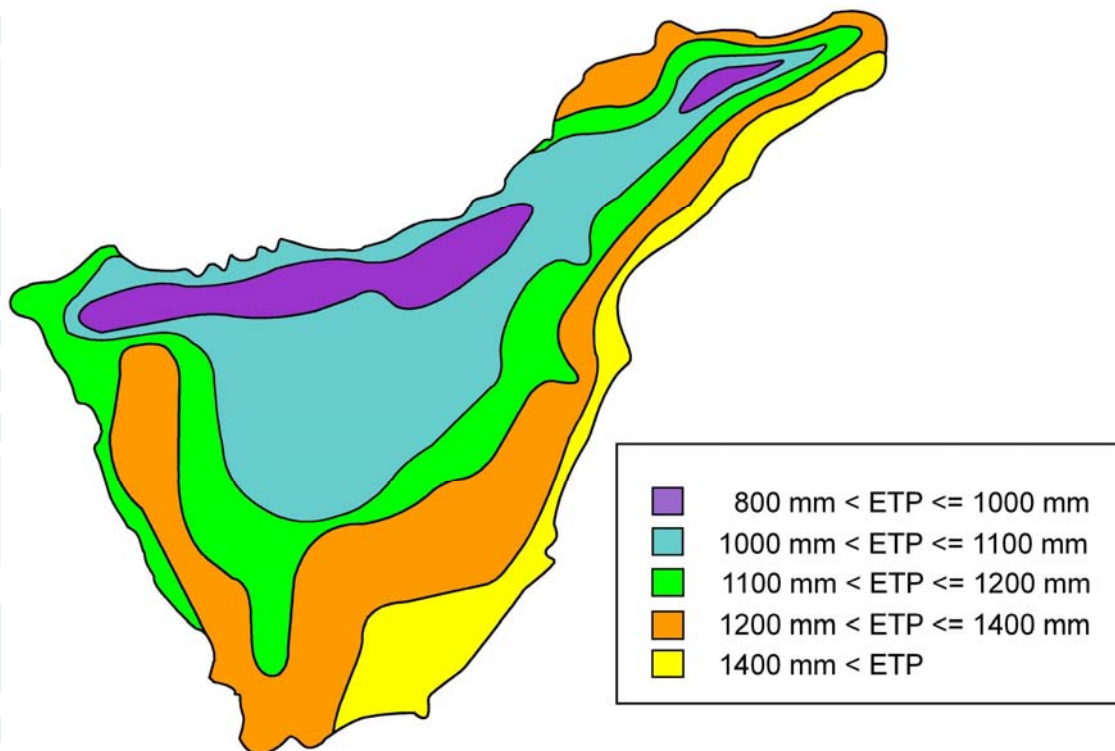 800 mm < ETP <= 1000 mm
1000 mm < ETP <= 1100 mm
1100 mm < ETP <= 1200 mm
1200 mm < ETP <= 1400 mm
1400 mm < ETP